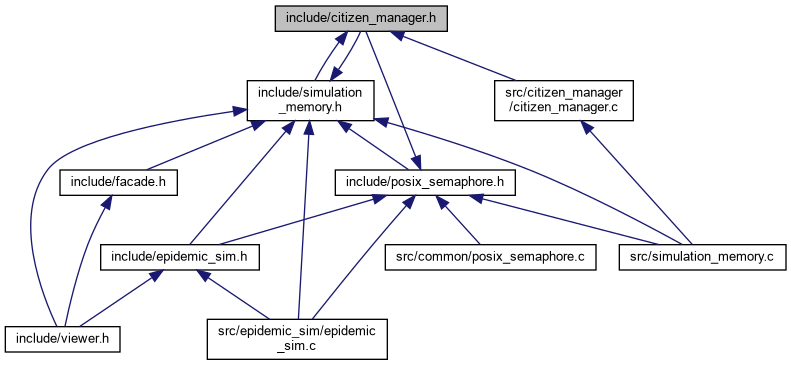 include/citizen_manager.h
include/simulation
_memory.h
src/citizen_manager
/citizen_manager.c
include/facade.h
include/posix_semaphore.h
include/epidemic_sim.h
src/common/posix_semaphore.c
src/simulation_memory.c
include/viewer.h
src/epidemic_sim/epidemic
_sim.c